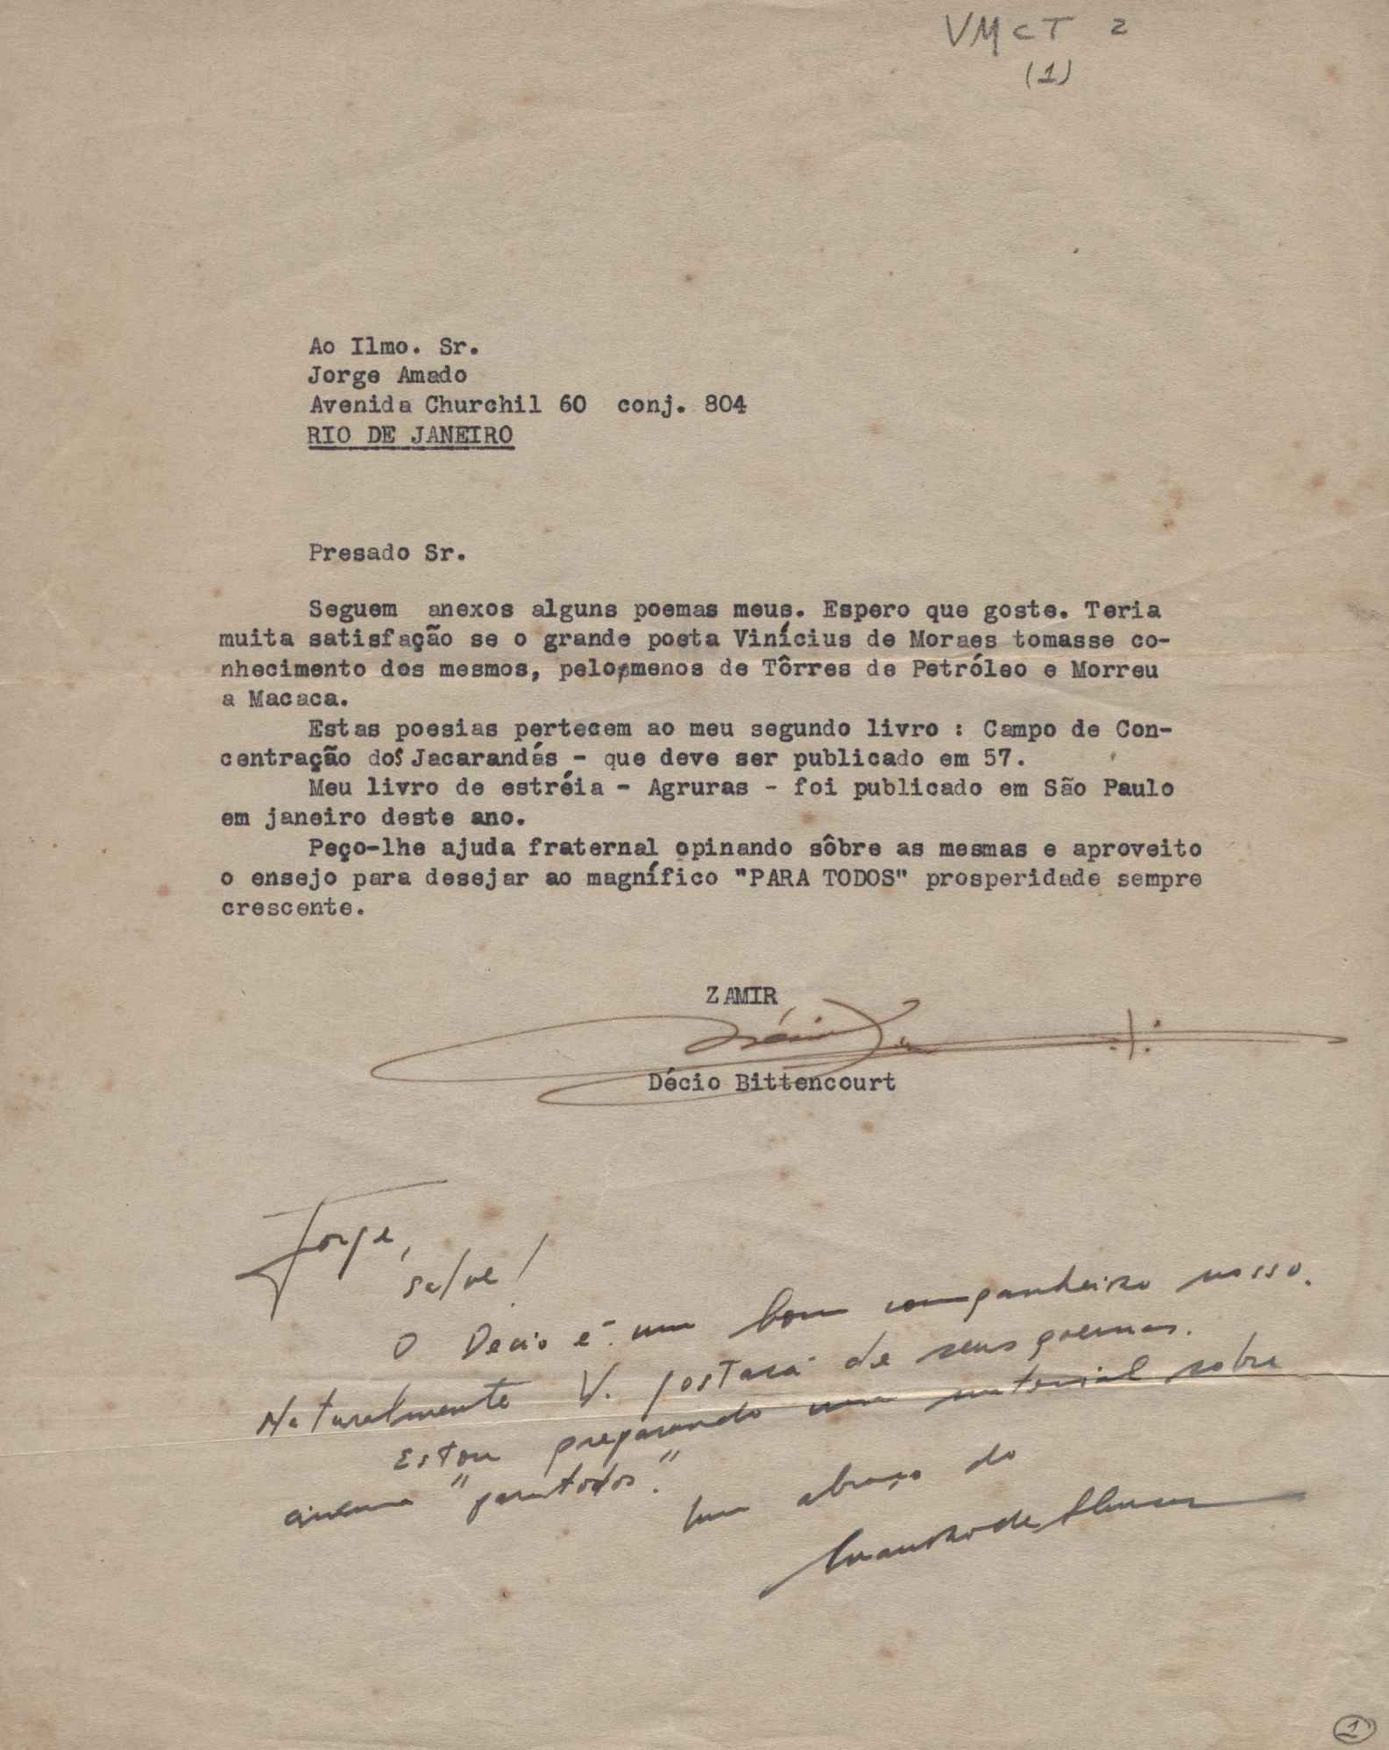 VMCT 2
(1)
Ao Ilmo. Sr.
Jorge Amado
Avenida Churchil 60 conj. 804
RIO DE JANEIRO
Presado Sr.
Seguem anexos alguns poemas meus. Espero que goste. Teria
muita satisfação se o grande poeta Vinícius de Moraes tomasse co-
nhecimento dos mesmos, pelo menos de Tôrres de Petróleo e Morreu
a Macaca.
Estas poesias pertecem ao meu segundo livro : Campo de Con-
centração dos Jacarandás - que deve ser publicado em 57.
Meu livro de estréia - Agruras - foi publicado em São Paulo
em janeiro deste ano.
Peço-lhe ajuda fraternal opinando sôbre as mesmas e aproveito
o ensejo para desejar ao magnífico "PARA TODOS" prosperidade sempre
crescente.
ZAMIR
Décio Bittencourt
Jorge,
salve!
O Decio é um bom companheiro nosso.
Naturalmente V. gostará de seus poemas.
Estou preparando um material sobre
cinema "paratodos."
Um abraço do
1